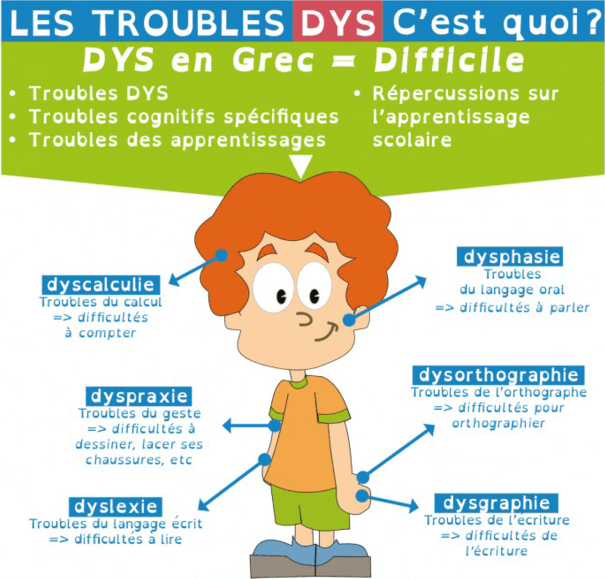 LES TROUBLES DYS C'est quoi?
DYS en Grec = Difficile
• Troubles DYS
• Troubles cognitifs spécifiques
• Troubles des apprentissages
• Répercussions sur
l'apprentissage
scolaire
dyscalculie
Troubles du calcul
=> difficultés
à compter
dysphasie
Troubles
du langage oral
=> difficultés à parler
dyspraxie
Troubles du geste
=> difficultés à
dessiner, lacer ses
chaussures, etc
dysorthographie
Troubles de l'orthographe
=> difficultés pour
orthographier
dyslexie
Troubles du langage écrit
=> difficultés à lire
dysgraphie
Troubles de l'écriture
=> difficultés de
l'écriture